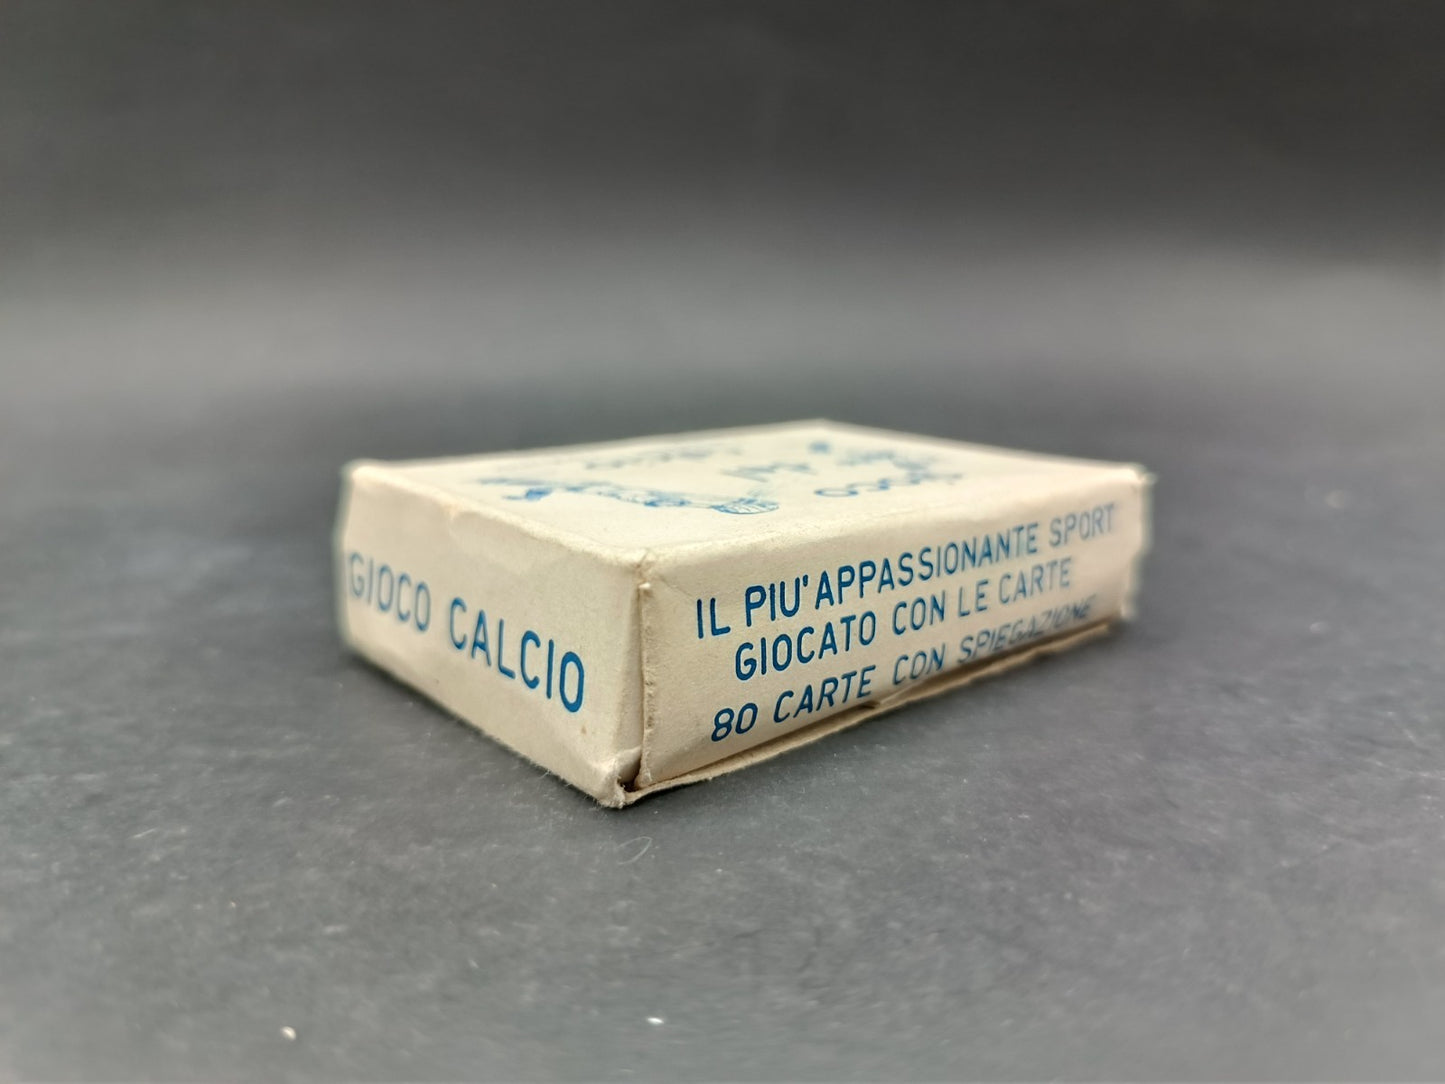 GIOCO CALCIO
IL PIU' APPASSIONANTE SPORT
GIOCATO CON LE CARTE
80 CARTE CON SPIEGAZIONE